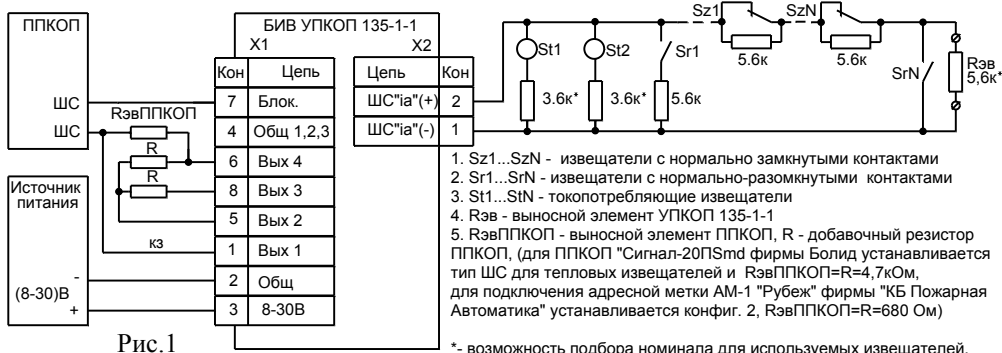 ППКОП
БИВ УПКОП 135-1-1
X1
X2
Кон
Цепь
7
Блок.
4
Общ 1,2,3
6
Вых 4
8
Вых 3
5
Вых 2
1
Вых 1
2
Общ
3
8-30В
Цепь
Кон
ШС"ia"(+)
2
ШС"ia"(-)
1
ШС
RэвППКОП
ШС
R
R
кз
Источник
питания
-
(8-30)В
+
Sz1
SzN
St1
St2
Sr1
5.6к
5.6к
SrN
Rэв
5,6к*
3.6к*
3.6к*
5.6к
1. Sz1...SzN - извещатели с нормально замкнутыми контактами
2. Sr1...SrN - извещатели с нормально-разомкнутыми контактами
3. St1...StN - токопотребляющие извещатели
4. Rэв - выносной элемент УПКОП 135-1-1
5. RэвППКОП - выносной элемент ППКОП, R - добавочный резистор
ППКОП, (для ППКОП "Сигнал-20ПSmd фирмы Болид устанавливается
тип ШС для тепловых извещателей и RэвППКОП=R=4,7кОм,
для подключения адресной метки АМ-1 "Рубеж" фирмы "КБ Пожарная
Автоматика" устанавливается конфиг. 2, RэвППКОП=R=680 Ом)
*- возможность подбора номинала для используемых извещателей.
Рис.1